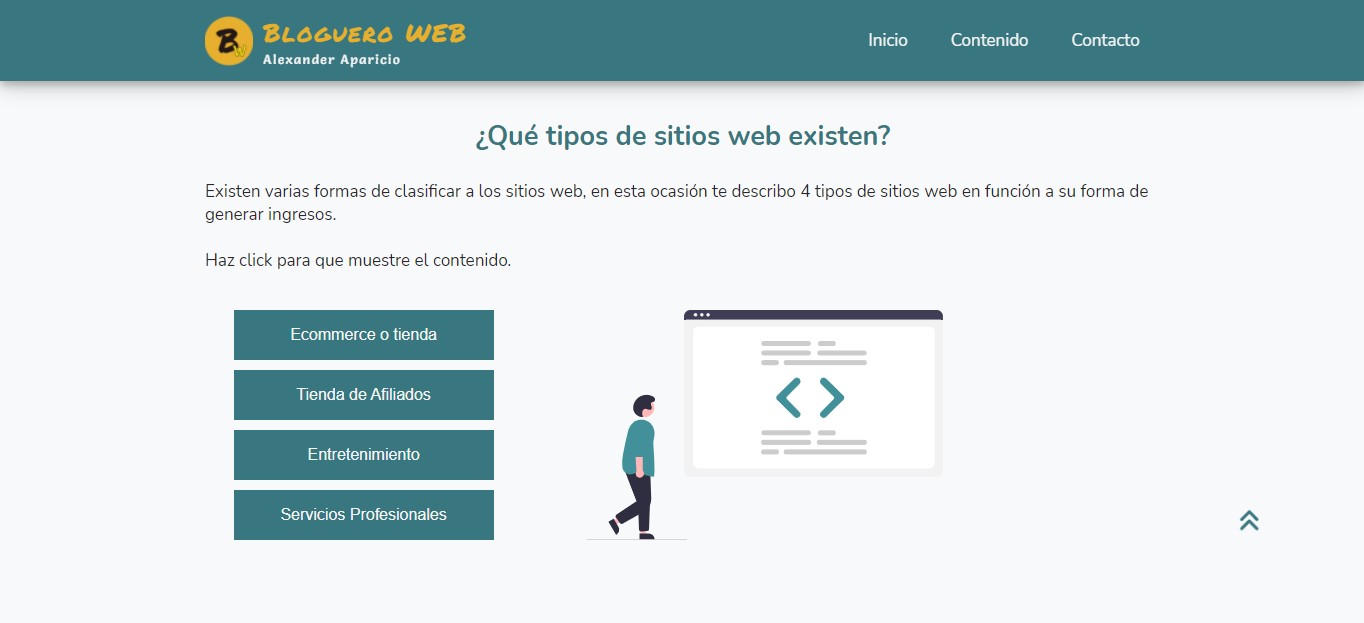 BLOGUERO WEB
Alexander Aparicio
Inicio
Contenido
Contacto
¿Qué tipos de sitios web existen?
Existen varias formas de clasificar a los sitios web, en esta ocasión te describo 4 tipos de sitios web en función a su forma de
generar ingresos.
Haz click para que muestre el contenido.
Ecommerce o tienda
Tienda de Afiliados
Entretenimiento
Servicios Profesionales